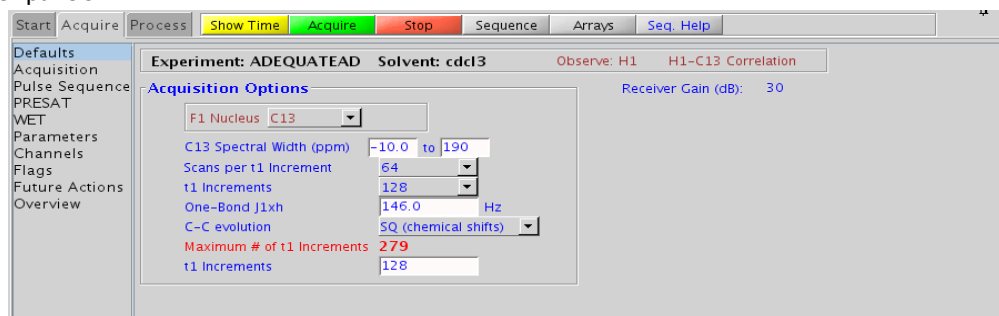 Start Acquire Process Show Time Acquire Stop Sequence Arrays Seq. Help
Defaults
Acquisition
Pulse Sequence
PRESAT
WET
Parameters
Channels
Flags
Future Actions
Overview
Experiment: ADEQUATEAD Solvent: cdcl3 Observe: H1 H1-C13 Correlation
Acquisition Options
Receiver Gain (dB): 30
F1 Nucleus C13
C13 Spectral Width (ppm) -10.0 to 190
Scans per t1 Increment 64
t1 Increments 128
One-Bond J1xh 146.0 Hz
C-C evolution SQ (chemical shifts)
Maximum # of t1 Increments 279
t1 Increments 128